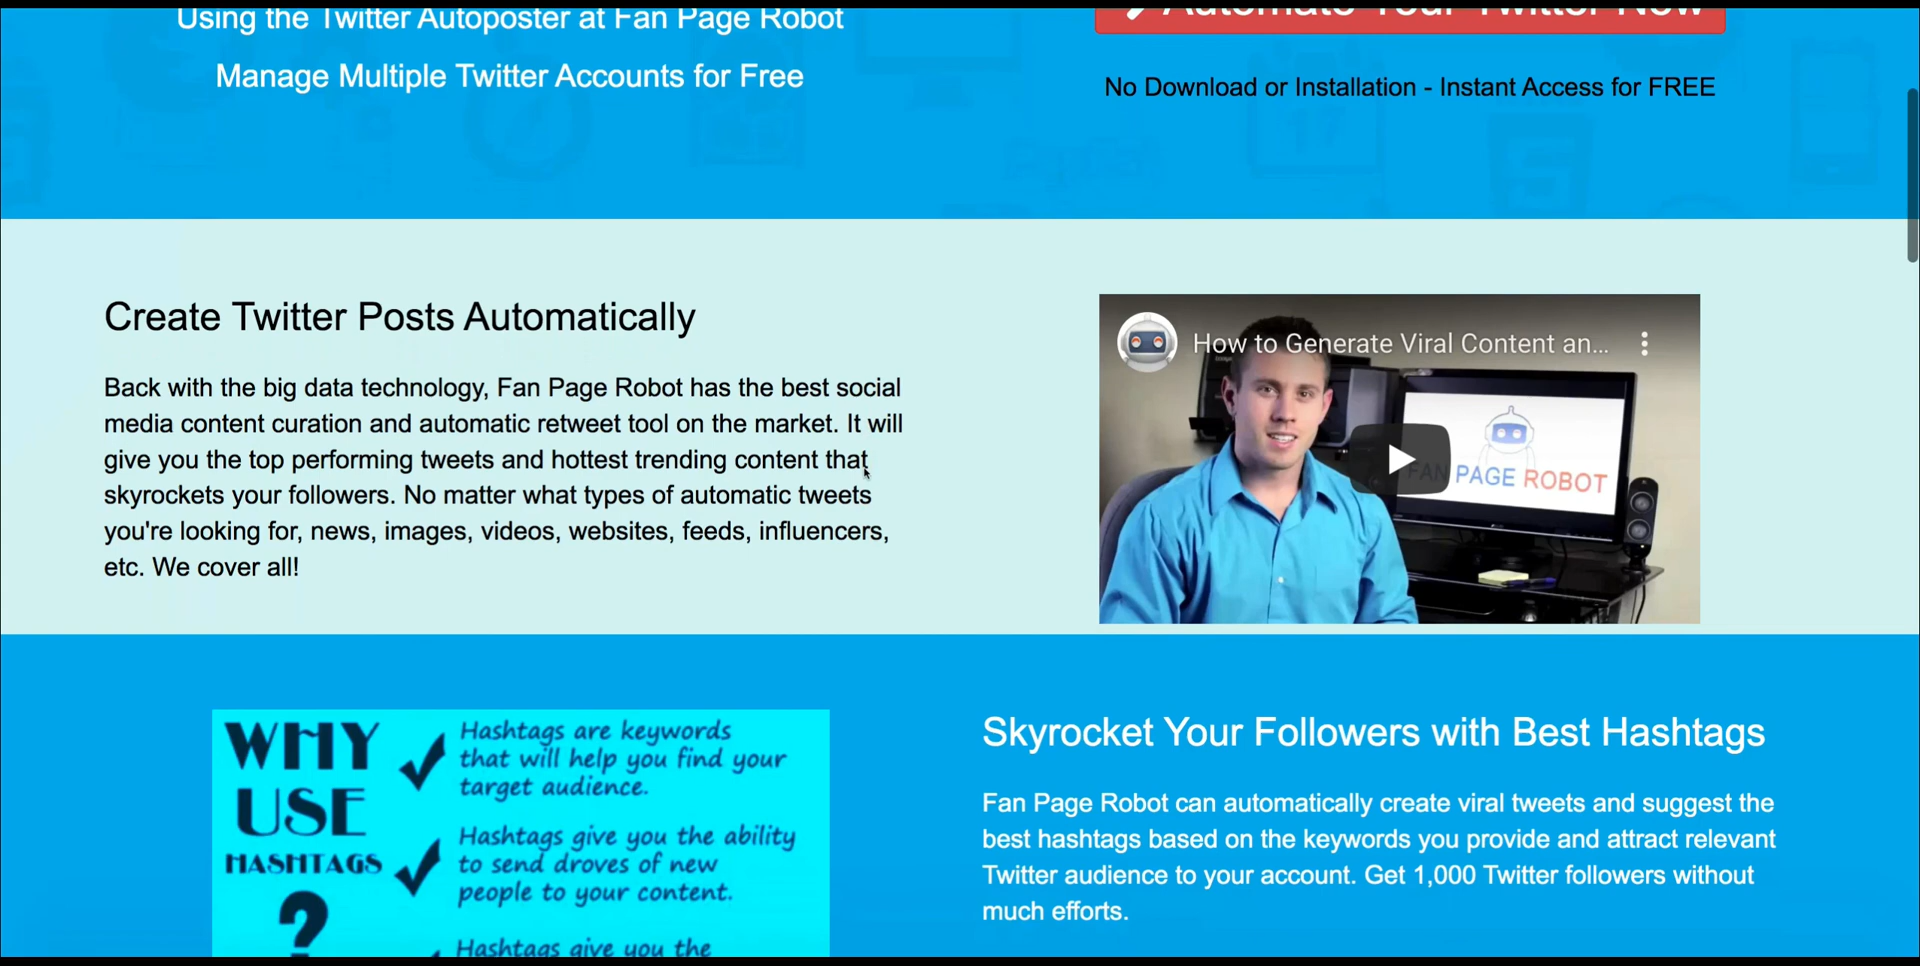 Using the Twitter Autoposter at Fan Page Robot
Manage Multiple Twitter Accounts for Free
Automate Your Twitter Now
No Download or Installation - Instant Access for FREE
Create Twitter Posts Automatically
Back with the big data technology, Fan Page Robot has the best social
media content curation and automatic retweet tool on the market. It will
give you the top performing tweets and hottest trending content that
skyrockets your followers. No matter what types of automatic tweets
you're looking for, news, images, videos, websites, feeds, influencers,
etc. We cover all!
How to Generate Viral Content an...
FAN PAGE ROBOT
WHY
USE
HASHTAGS
?
Hashtags are keywords
that will help you find your
target audience.
Hashtags give you the ability
to send droves of new
people to your content.
Hashtags give you the
Skyrocket Your Followers with Best Hashtags
Fan Page Robot can automatically create viral tweets and suggest the
best hashtags based on the keywords you provide and attract relevant
Twitter audience to your account. Get 1,000 Twitter followers without
much efforts.